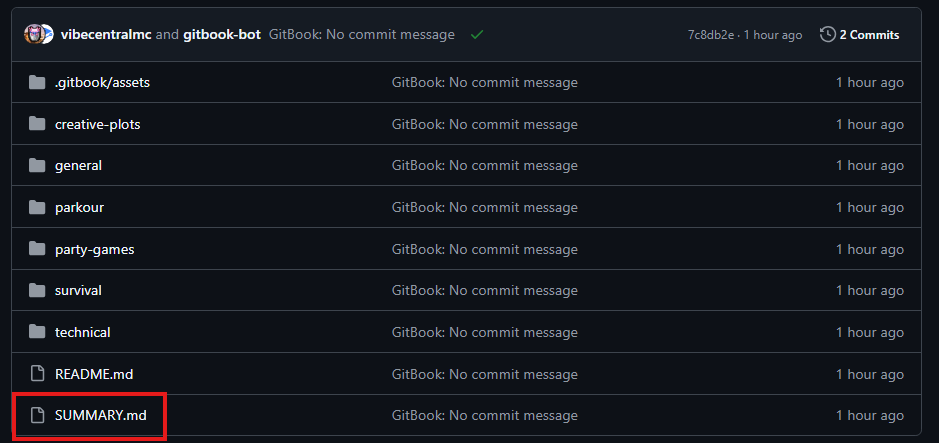 vibecentralmc and gitbook-bot GitBook: No commit message 7c8db2e · 1 hour ago 2 Commits
.gitbook/assets GitBook: No commit message 1 hour ago
creative-plots GitBook: No commit message 1 hour ago
general GitBook: No commit message 1 hour ago
parkour GitBook: No commit message 1 hour ago
party-games GitBook: No commit message 1 hour ago
survival GitBook: No commit message 1 hour ago
technical GitBook: No commit message 1 hour ago
README.md GitBook: No commit message 1 hour ago
SUMMARY.md GitBook: No commit message 1 hour ago